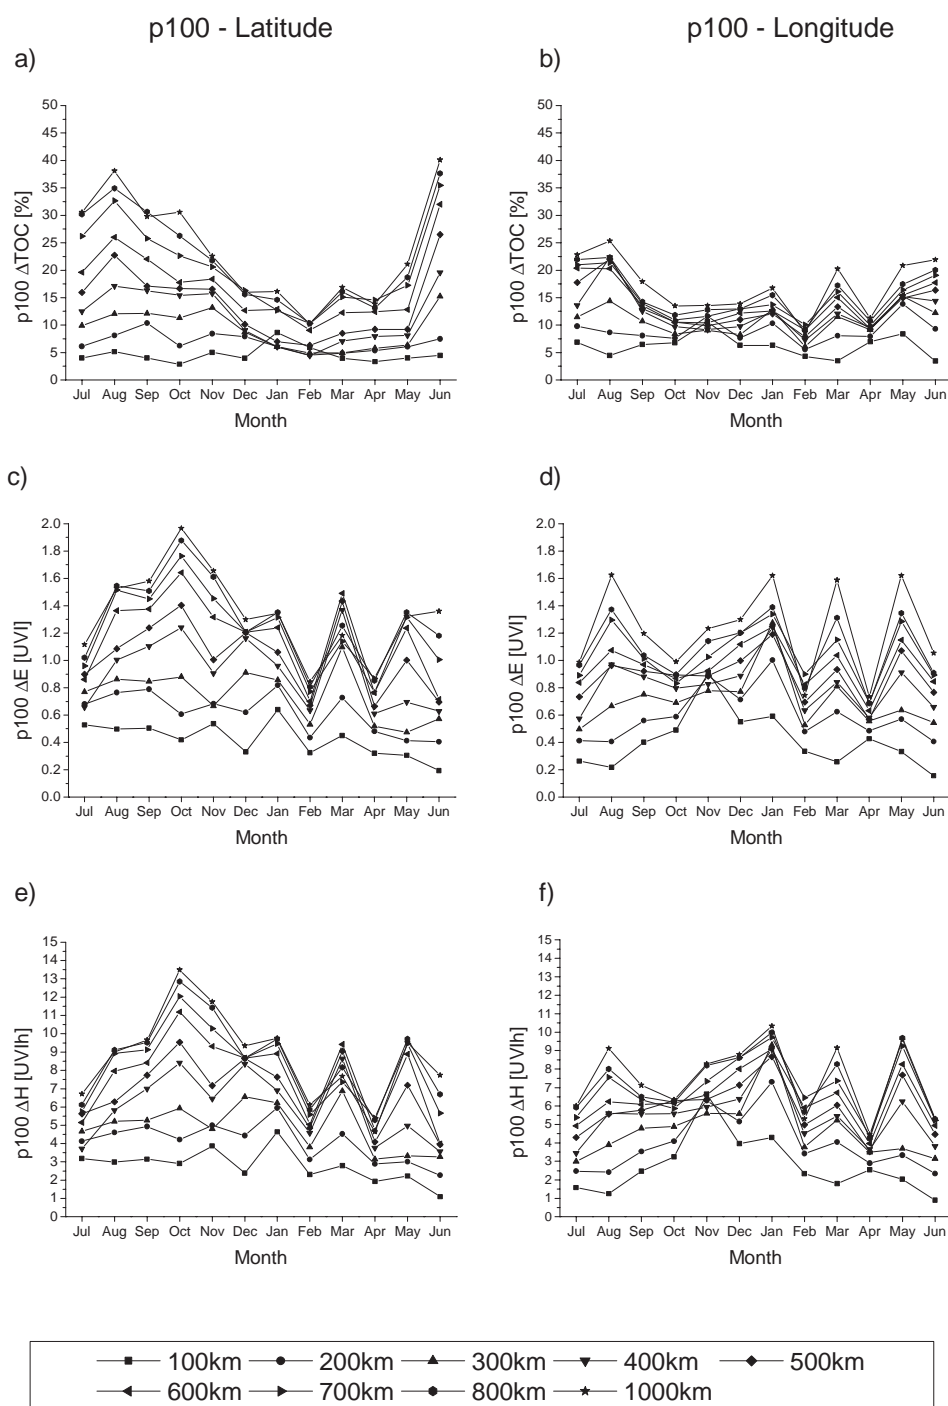 p100 - Latitude
p100 - Longitude
a)
b)
p100 ΔTOC [%]
50
45
40
35
30
25
20
15
10
5
0
Jul Aug Sep Oct Nov Dec Jan Feb Mar Apr May Jun
Month
p100 ΔTOC [%]
50
45
40
35
30
25
20
15
10
5
0
Jul Aug Sep Oct Nov Dec Jan Feb Mar Apr May Jun
Month
c)
d)
p100 ΔE [UVI]
2.0
1.8
1.6
1.4
1.2
1.0
0.8
0.6
0.4
0.2
0.0
Jul Aug Sep Oct Nov Dec Jan Feb Mar Apr May Jun
Month
p100 ΔE [UVI]
2.0
1.8
1.6
1.4
1.2
1.0
0.8
0.6
0.4
0.2
0.0
Jul Aug Sep Oct Nov Dec Jan Feb Mar Apr May Jun
Month
e)
f)
p100 ΔH [UVIh]
15
14
13
12
11
10
9
8
7
6
5
4
3
2
1
0
Jul Aug Sep Oct Nov Dec Jan Feb Mar Apr May Jun
Month
p100 ΔH [UVIh]
15
14
13
12
11
10
9
8
7
6
5
4
3
2
1
0
Jul Aug Sep Oct Nov Dec Jan Feb Mar Apr May Jun
Month
100km 200km 300km 400km 500km
600km 700km 800km 1000km